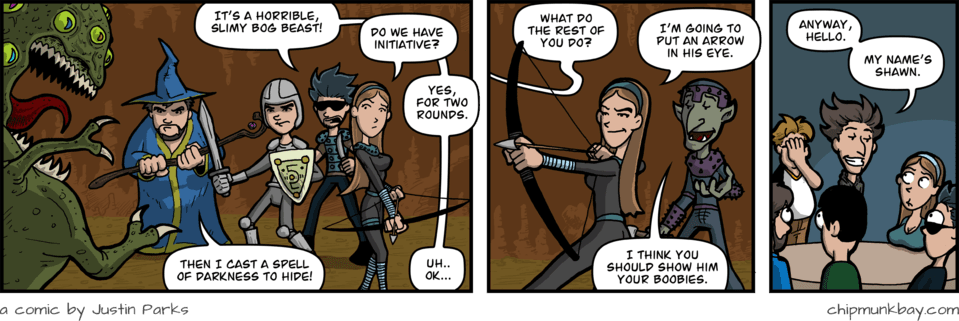 IT'S A HORRIBLE,
SLIMY BOG BEAST!
DO WE HAVE
INITIATIVE?
YES,
FOR TWO
ROUNDS.
THEN I CAST A SPELL
OF DARKNESS TO HIDE!
UH..
OK...
WHAT DO
THE REST OF
YOU DO?
I'M GOING TO
PUT AN ARROW
IN HIS EYE.
I THINK YOU
SHOULD SHOW HIM
YOUR BOOBIES.
ANYWAY,
HELLO.
MY NAME'S
SHAWN.
a comic by Justin Parks
chipmunkbay.com